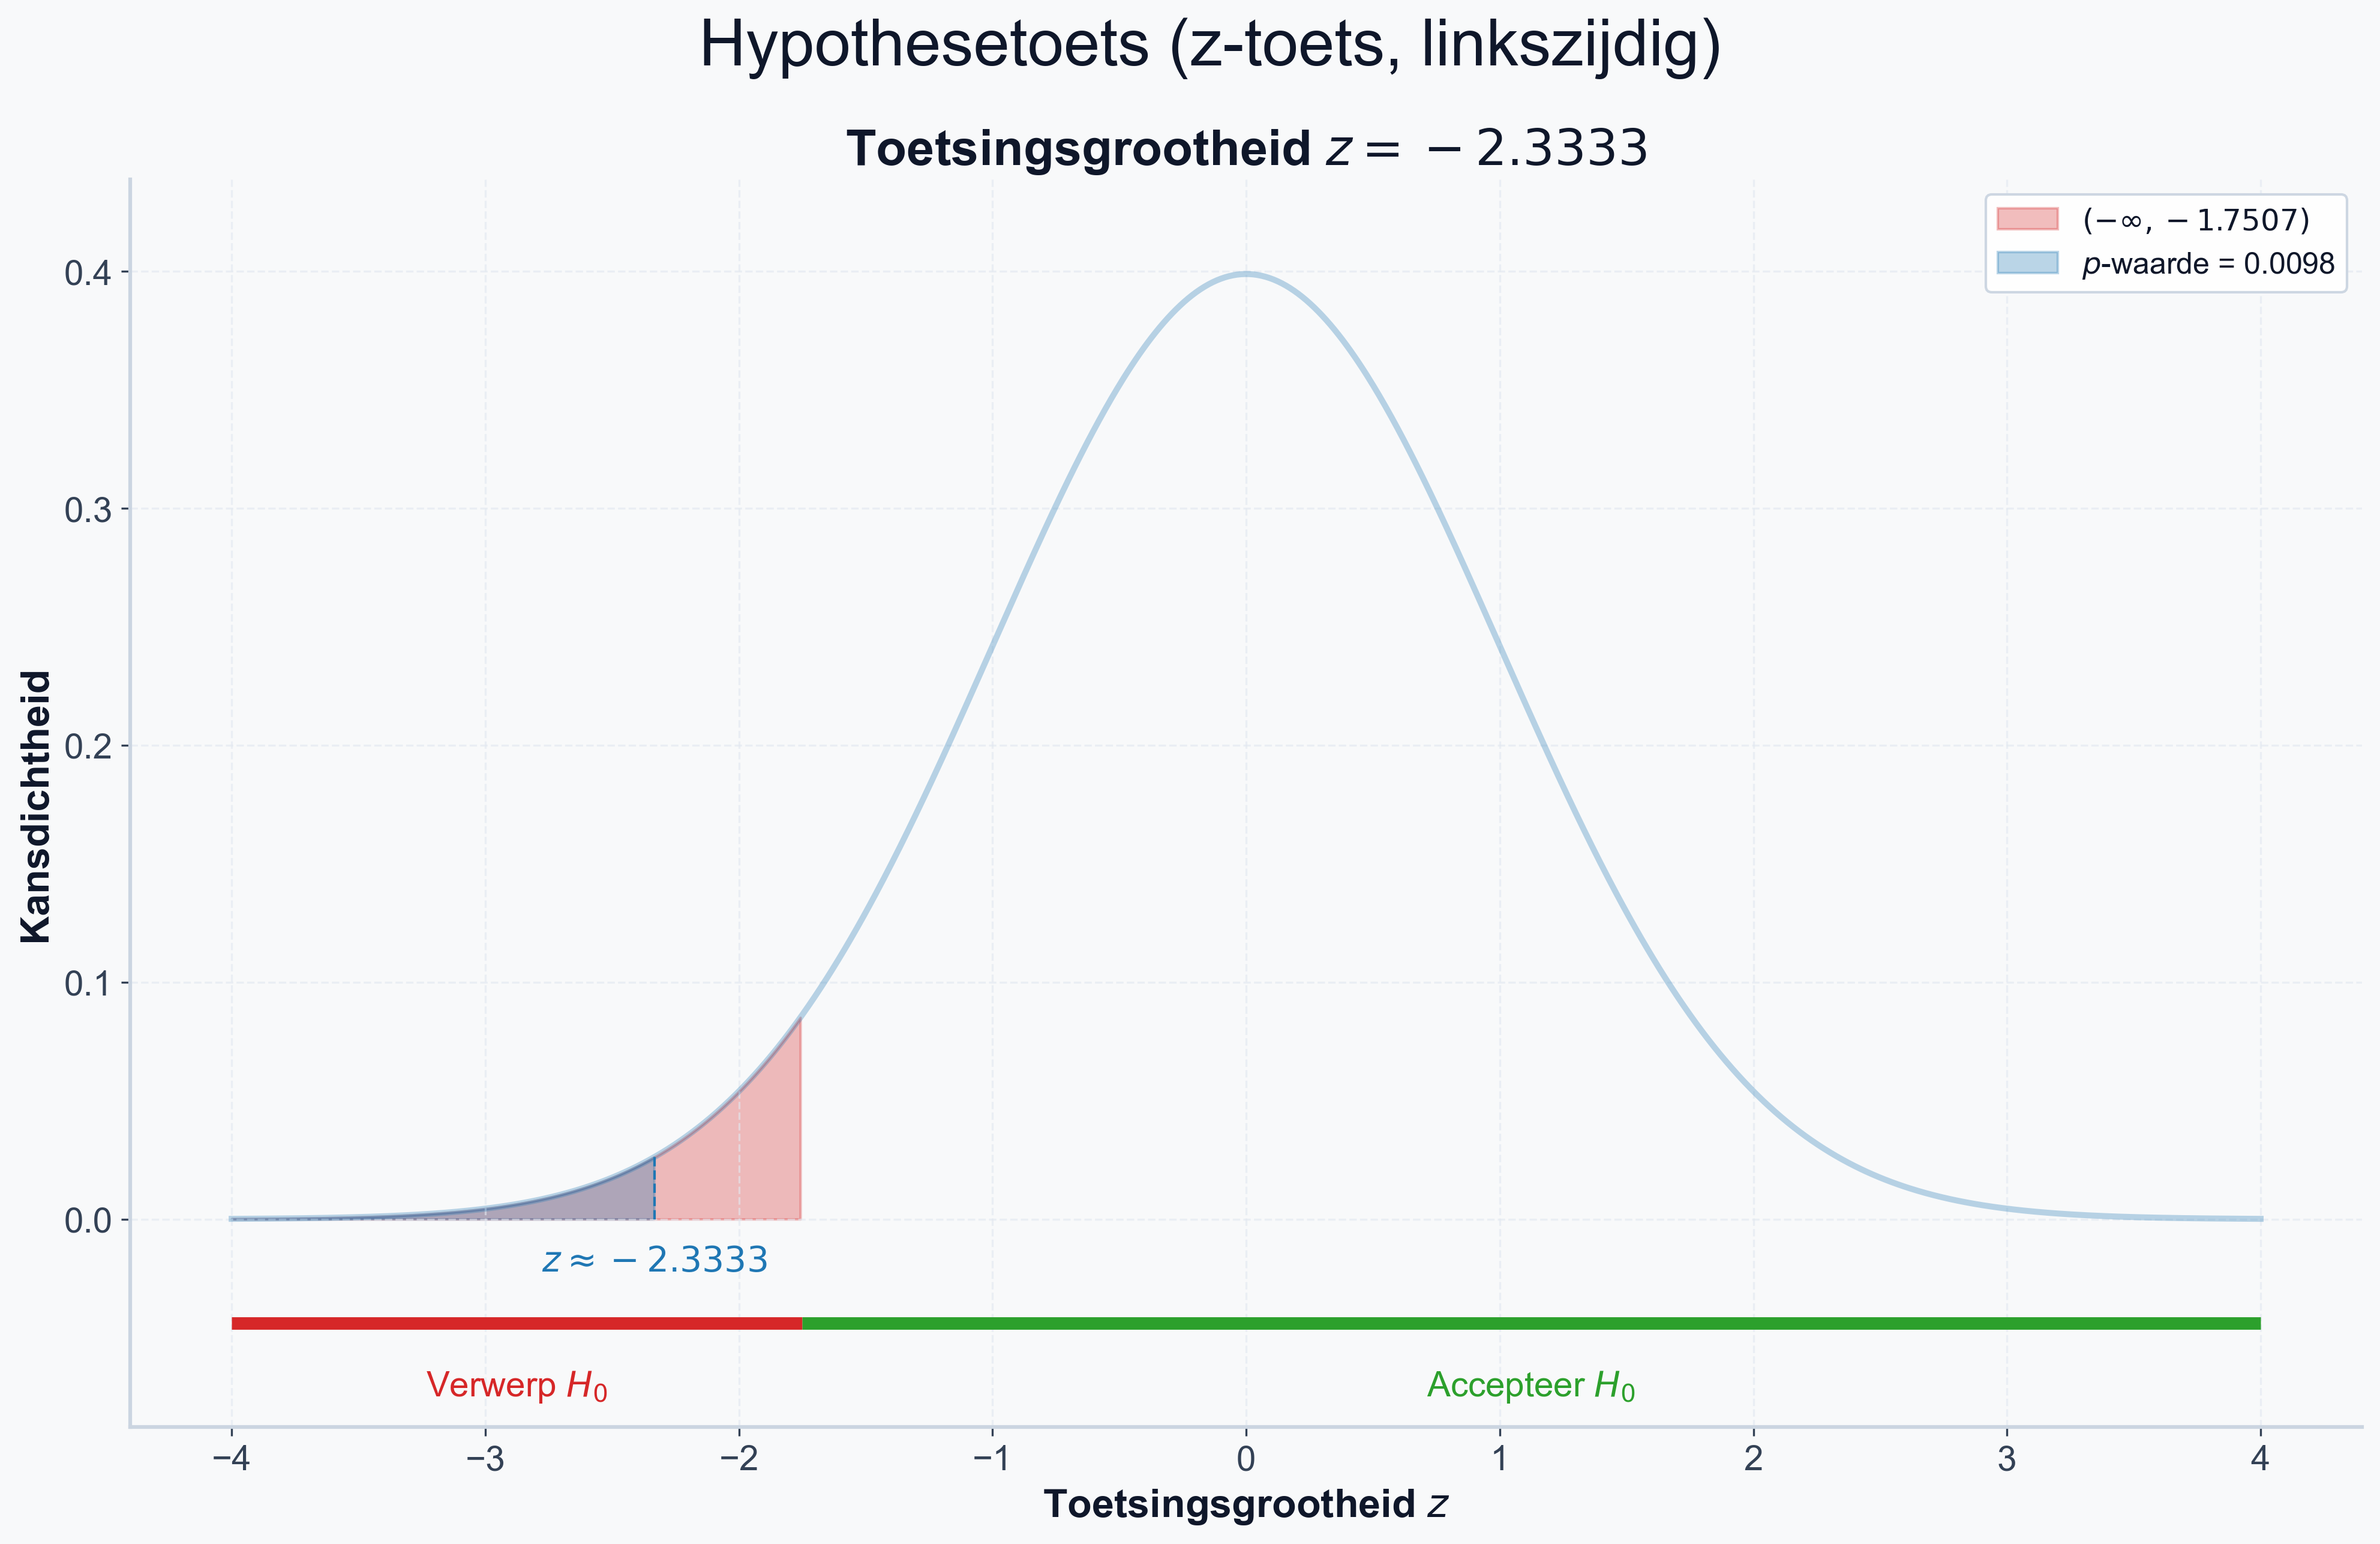 Hypothesetoets (z-toets, linkszijdig)
Toetsingsgrootheid z = −2.3333
(−∞, −1.7507)
p-waarde = 0.0098
Kansdichtheid
0.4
0.3
0.2
0.1
0.0
z ≈ −2.3333
Verwerp H₀
Accepteer H₀
−4 −3 −2 −1 0 1 2 3 4
Toetsingsgrootheid z